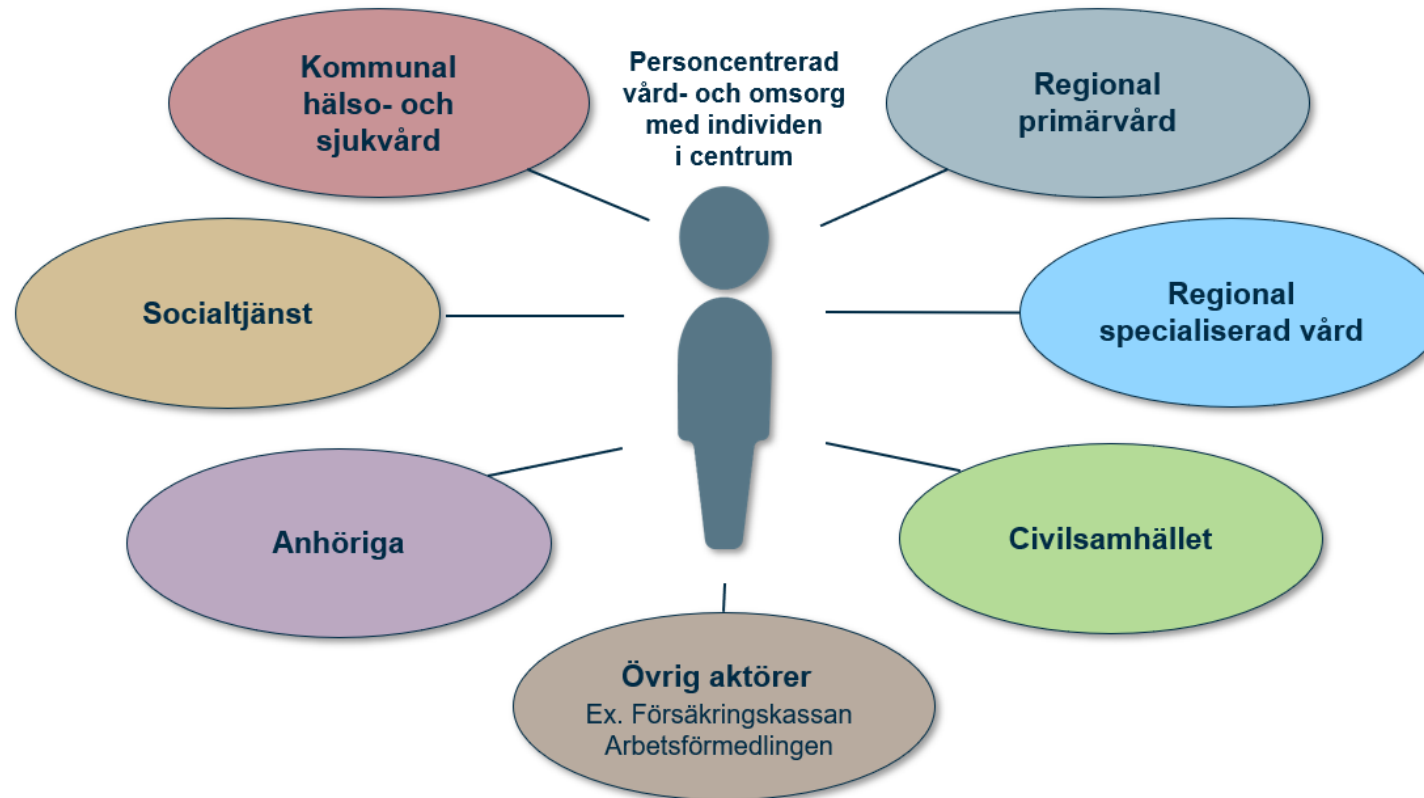 Kommunal
hälso- och
sjukvård
Personcentrerad
vård- och omsorg
med individen
i centrum
Regional
primärvård
Socialtjänst
Regional
specialiserad vård
Anhöriga
Civilsamhället
Övrig aktörer
Ex. Försäkringskassan
Arbetsförmedlingen